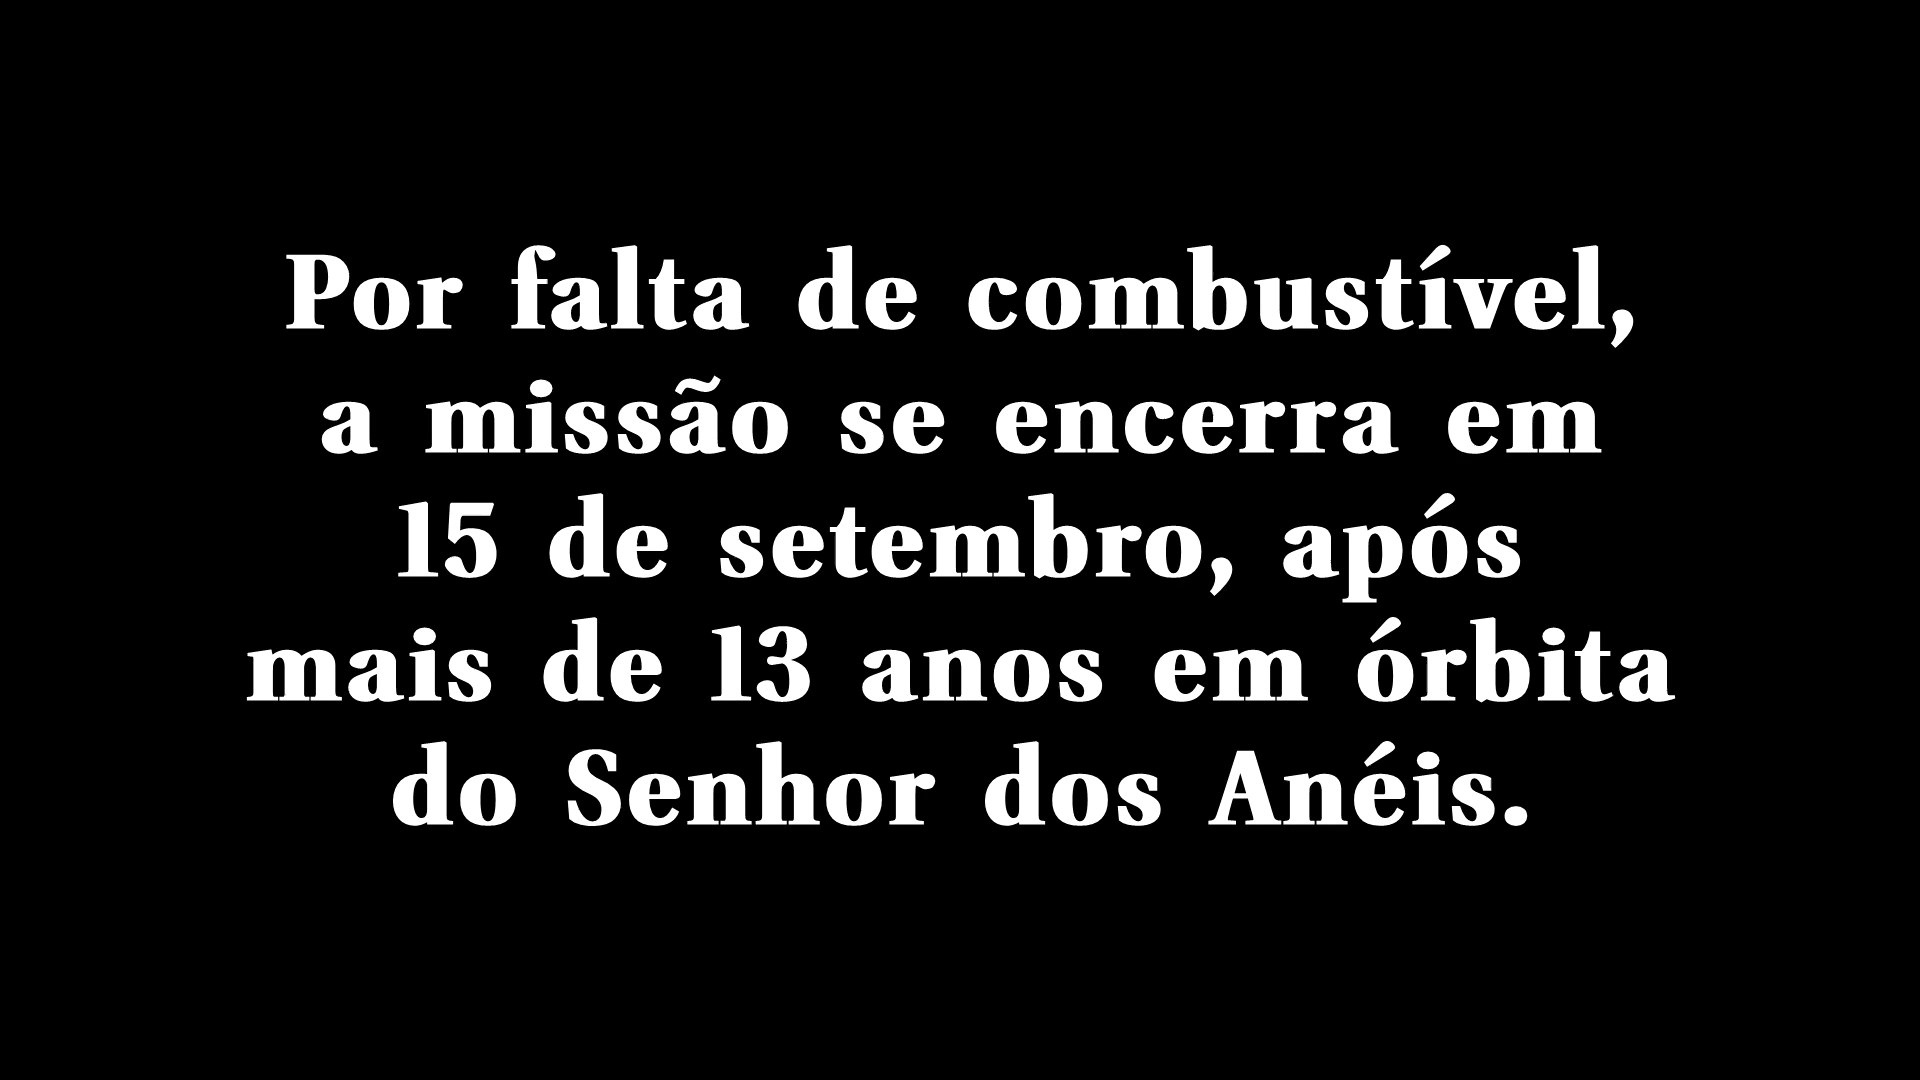 Por falta de combustível,
a missão se encerra em
15 de setembro, após
mais de 13 anos em órbita
do Senhor dos Anéis.